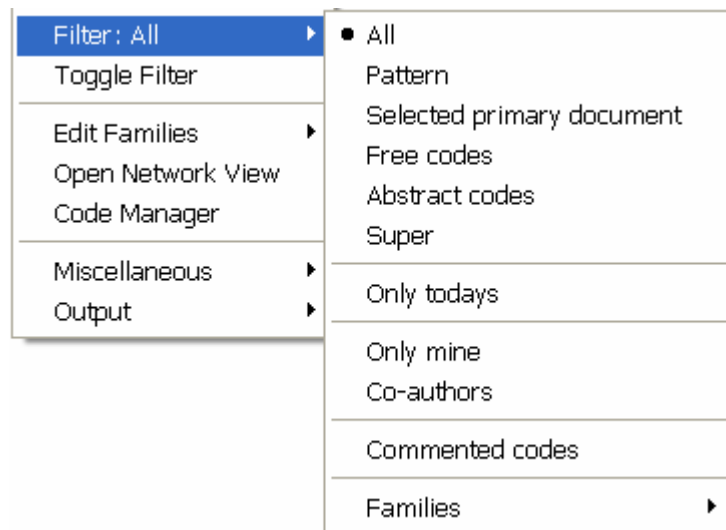 Filter: All
Toggle Filter
Edit Families
Open Network View
Code Manager
Miscellaneous
Output
All
Pattern
Selected primary document
Free codes
Abstract codes
Super
Only todays
Only mine
Co-authors
Commented codes
Families